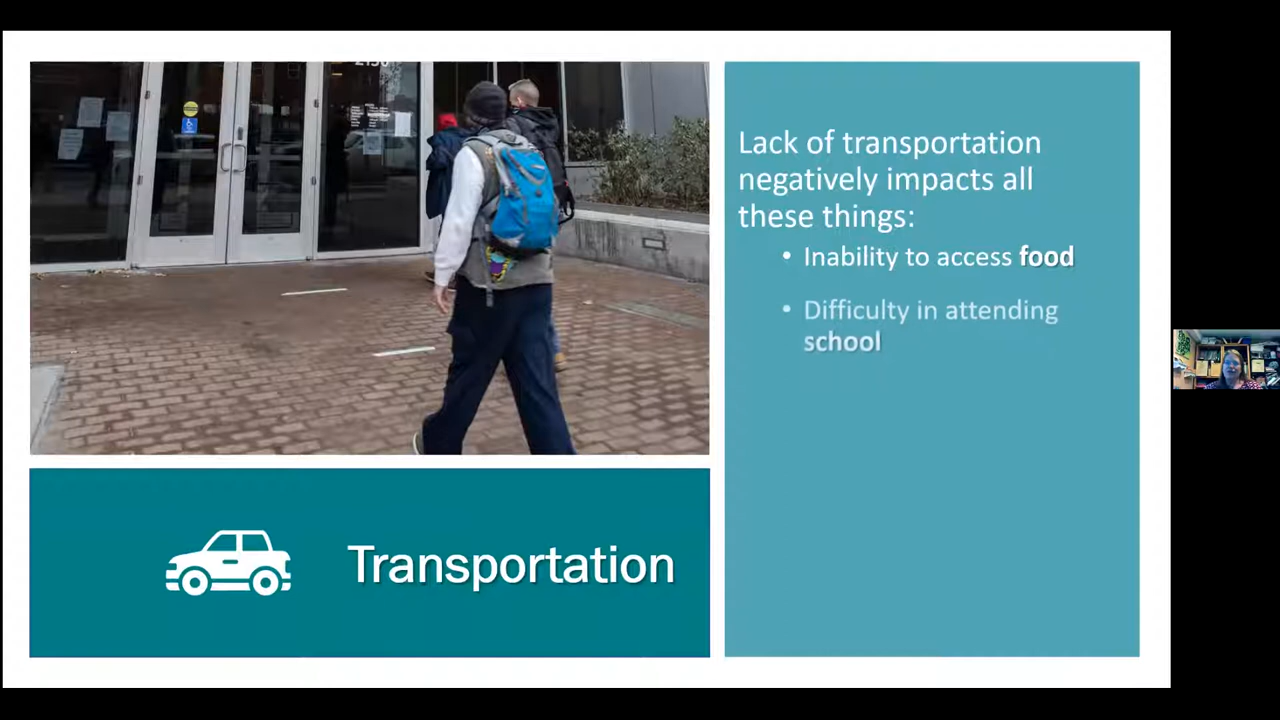 Lack of transportation
negatively impacts all
these things:
• Inability to access food
• Difficulty in attending
school
Transportation